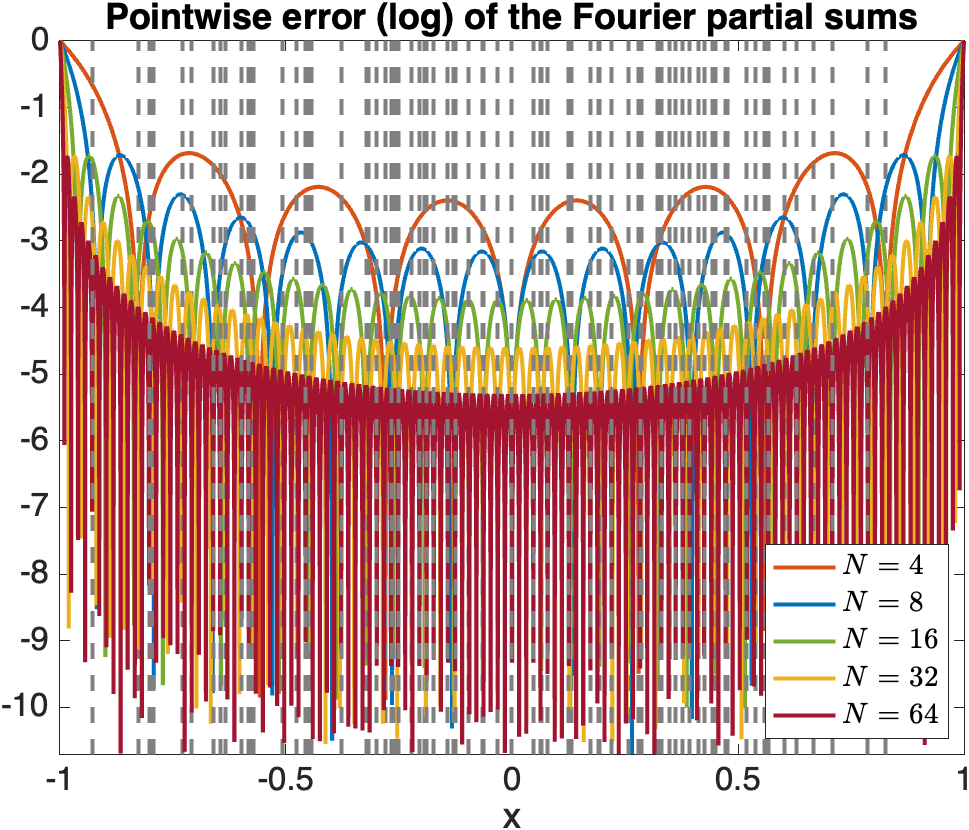 Pointwise error (log) of the Fourier partial sums
0
-1
-2
-3
-4
-5
-6
-7
-8
-9
-10
-1
-0.5
0
0.5
1
x
N = 4
N = 8
N = 16
N = 32
N = 64